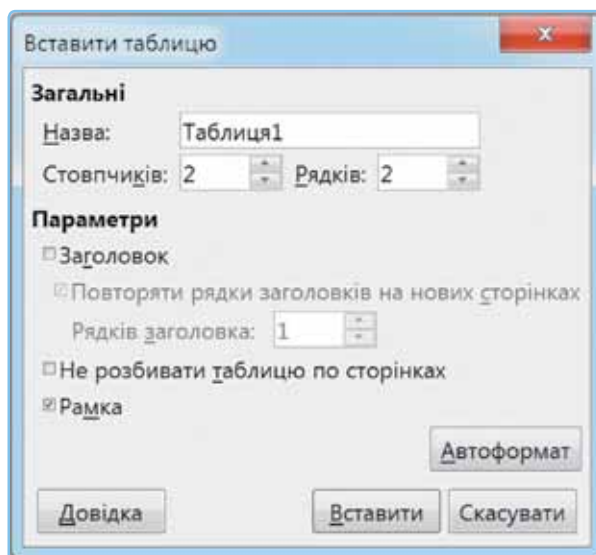 Вставити таблицю
Загальні
Назва: Таблиця1
Стовпчиків: 2 Рядків: 2
Параметри
Заголовок
Повторяти рядки заголовків на нових сторінках
Рядків заголовка: 1
Не розбивати таблицю по сторінках
Рамка
Автоформат
Довідка Вставити Скасувати